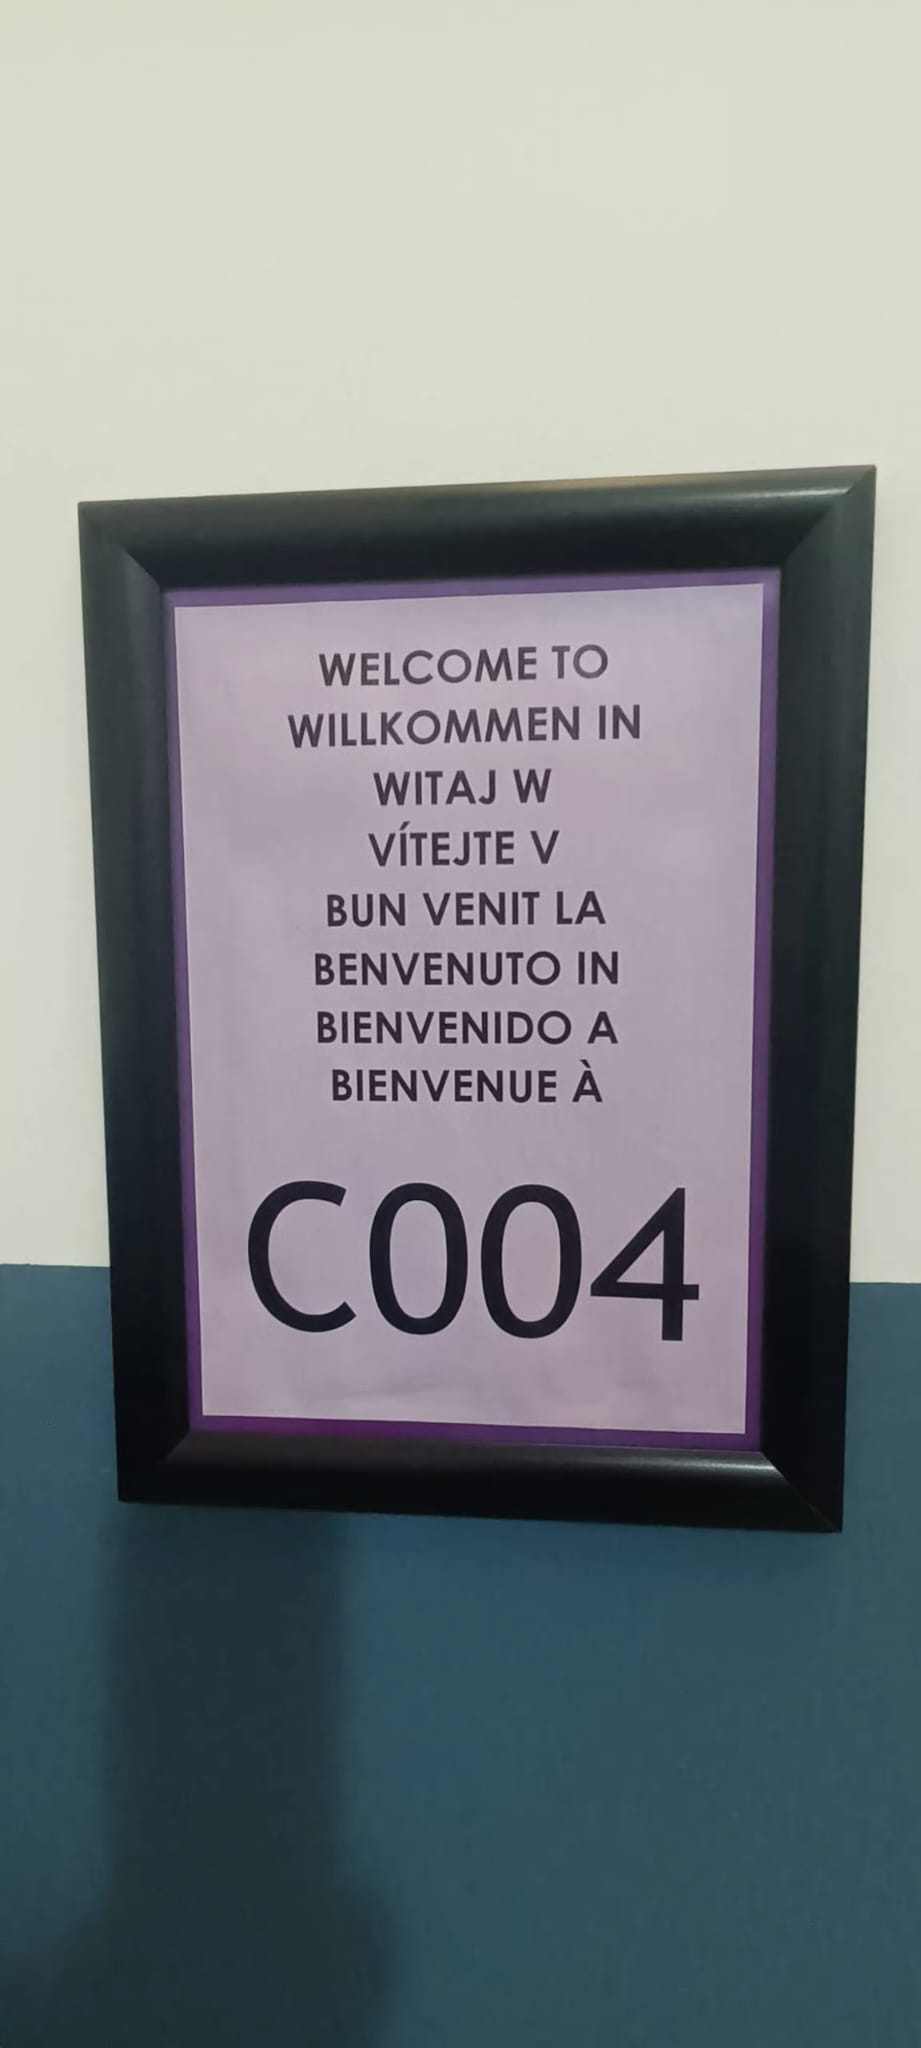 WELCOME TO
WILLKOMMEN IN
WITAJ W
VÍTEJTE V
BUN VENIT LA
BENVENUTO IN
BIENVENIDO A
BIENVENUE À
C004